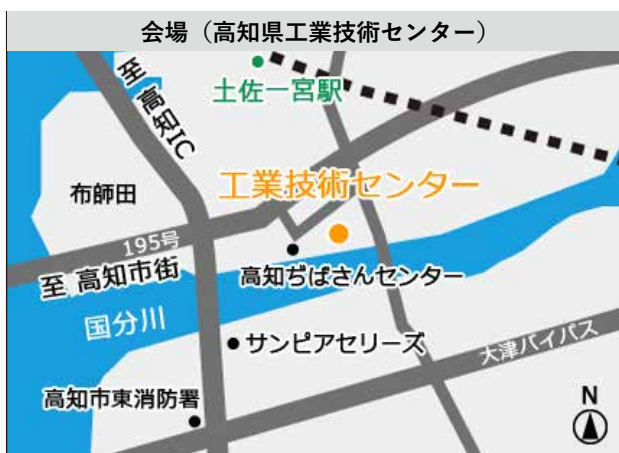 会場（高知県工業技術センター）
土佐一宮駅
至 高知IC
工業技術センター
布師田
195号
至 高知市街
高知ぢばさんセンター
国分川
サンピアセリーズ
大津バイパス
高知市東消防署
N